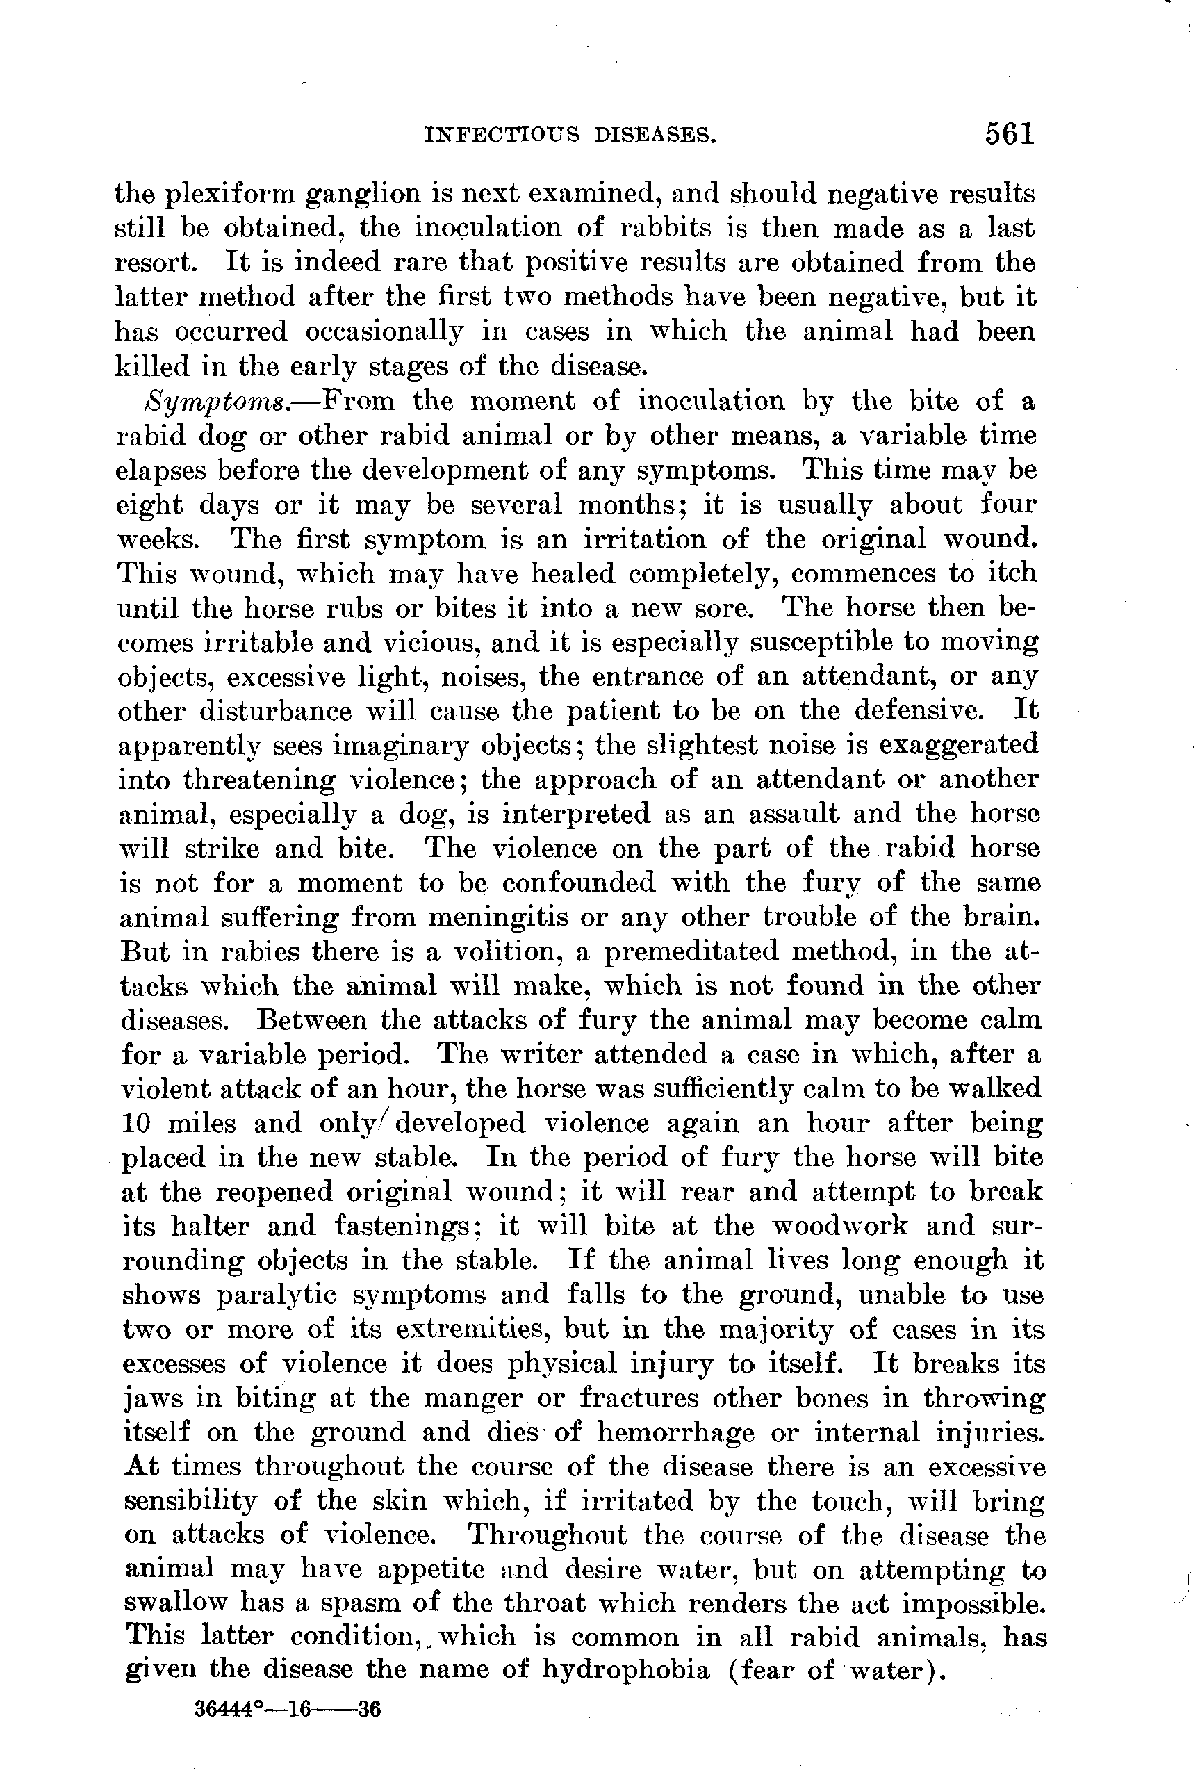 INFECTIOUS DISEASES. 561
the plexiform ganglion is next examined, and should negative results
still be obtained, the inoculation of rabbits is then made as a last
resort. It is indeed rare that positive results are obtained from the
latter method after the first two methods have been negative, but it
has occurred occasionally in cases in which the animal had been
killed in the early stages of the disease.
Symptoms.—From the moment of inoculation by the bite of a
rabid dog or other rabid animal or by other means, a variable time
elapses before the development of any symptoms. This time may be
eight days or it may be several months; it is usually about four
weeks. The first symptom is an irritation of the original wound.
This wound, which may have healed completely, commences to itch
until the horse rubs or bites it into a new sore. The horse then be-
comes irritable and vicious, and it is especially susceptible to moving
objects, excessive light, noises, the entrance of an attendant, or any
other disturbance will cause the patient to be on the defensive. It
apparently sees imaginary objects; the slightest noise is exaggerated
into threatening violence; the approach of an attendant or another
animal, especially a dog, is interpreted as an assault and the horse
will strike and bite. The violence on the part of the rabid horse
is not for a moment to be confounded with the fury of the same
animal suffering from meningitis or any other trouble of the brain.
But in rabies there is a volition, a premeditated method, in the at-
tacks which the animal will make, which is not found in the other
diseases. Between the attacks of fury the animal may become calm
for a variable period. The writer attended a case in which, after a
violent attack of an hour, the horse was sufficiently calm to be walked
10 miles and only developed violence again an hour after being
placed in the new stable. In the period of fury the horse will bite
at the reopened original wound; it will rear and attempt to break
its halter and fastenings; it will bite at the woodwork and sur-
rounding objects in the stable. If the animal lives long enough it
shows paralytic symptoms and falls to the ground, unable to use
two or more of its extremities, but in the majority of cases in its
excesses of violence it does physical injury to itself. It breaks its
jaws in biting at the manger or fractures other bones in throwing
itself on the ground and dies of hemorrhage or internal injuries.
At times throughout the course of the disease there is an excessive
sensibility of the skin which, if irritated by the touch, will bring
on attacks of violence. Throughout the course of the disease the
animal may have appetite and desire water, but on attempting to
swallow has a spasm of the throat which renders the act impossible.
This latter condition, which is common in all rabid animals, has
given the disease the name of hydrophobia (fear of water).
36444°—16——36